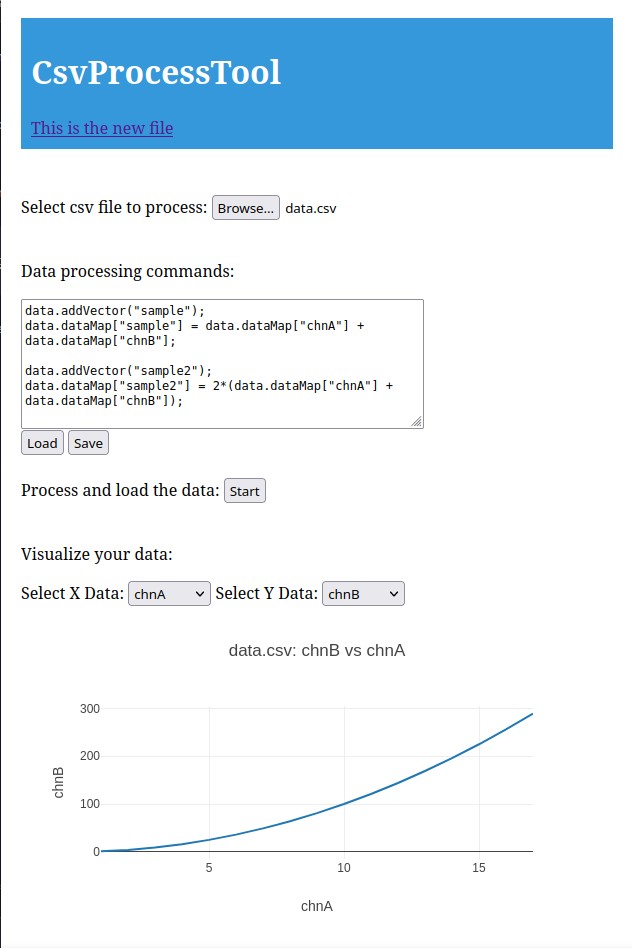 CsvProcessTool
This is the new file
Select csv file to process: Browse... data.csv
Data processing commands:
data.addVector("sample");
data.dataMap["sample"] = data.dataMap["chnA"] +
data.dataMap["chnB"];
data.addVector("sample2");
data.dataMap["sample2"] = 2*(data.dataMap["chnA"] +
data.dataMap["chnB"]);
Load Save
Process and load the data: Start
Visualize your data:
Select X Data: chnA Select Y Data: chnB
data.csv: chnB vs chnA
300
200
100
0
chnB
5 10 15
chnA